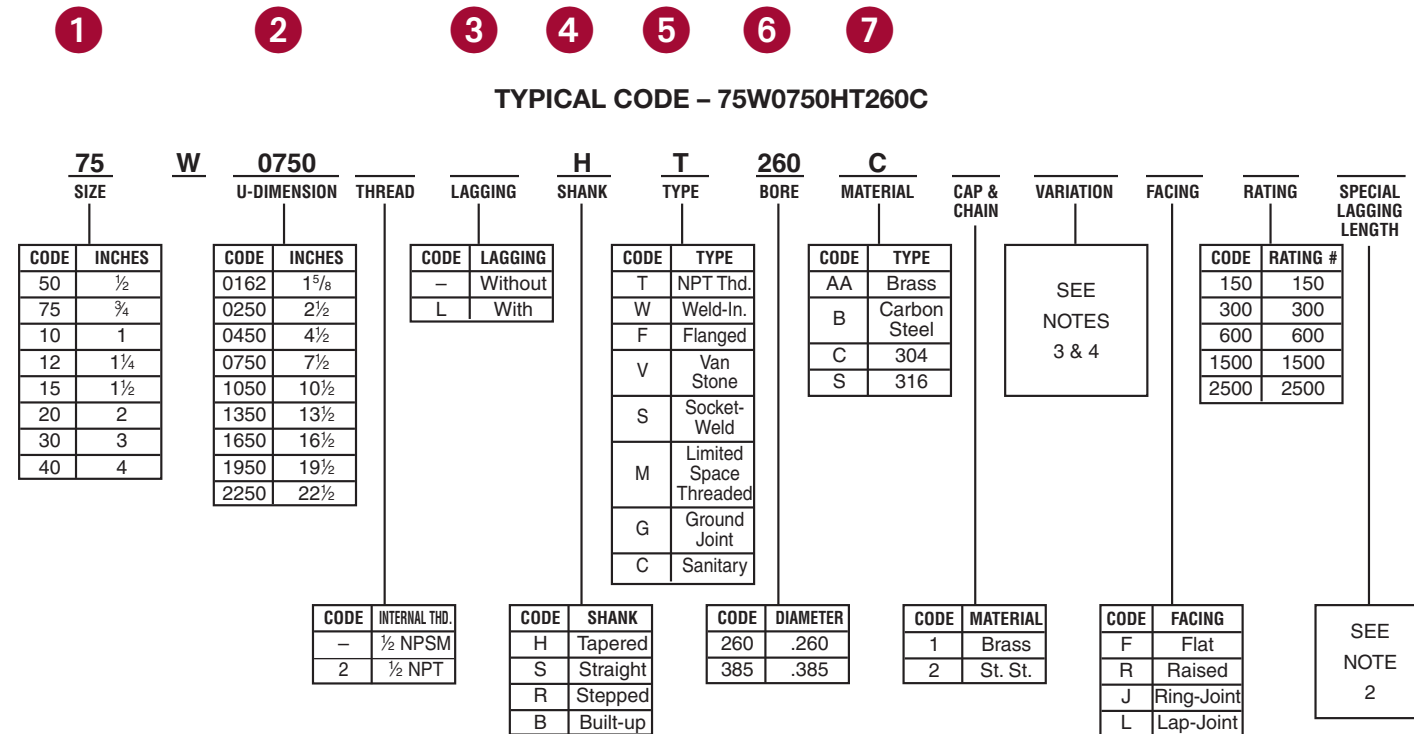 1 2 3 4 5 6 7
TYPICAL CODE – 75W0750HT260C
75 W 0750 H T 260 C
SIZE U-DIMENSION THREAD LAGGING SHANK TYPE BORE MATERIAL CAP & CHAIN VARIATION FACING RATING SPECIAL LAGGING LENGTH
CODE INCHES
50 ½
75 ¾
10 1
12 1¼
15 1½
20 2
30 3
40 4
CODE INCHES
0162 1⅝
0250 2½
0450 4½
0750 7½
1050 10½
1350 13½
1650 16½
1950 19½
2250 22½
CODE LAGGING
– Without
L With
CODE TYPE
T NPT Thd.
W Weld-In.
F Flanged
V Van
Stone
S Socket-
Weld
M Limited
Space
Threaded
G Ground
Joint
C Sanitary
CODE TYPE
AA Brass
B Carbon
Steel
C 304
S 316
SEE
NOTES
3 & 4
CODE RATING #
150 150
300 300
600 600
1500 1500
2500 2500
CODE INTERNAL THD.
– ½ NPSM
2 ½ NPT
CODE SHANK
H Tapered
S Straight
R Stepped
B Built-up
CODE DIAMETER
260 .260
385 .385
CODE MATERIAL
1 Brass
2 St. St.
CODE FACING
F Flat
R Raised
J Ring-Joint
L Lap-Joint
SEE
NOTE
2